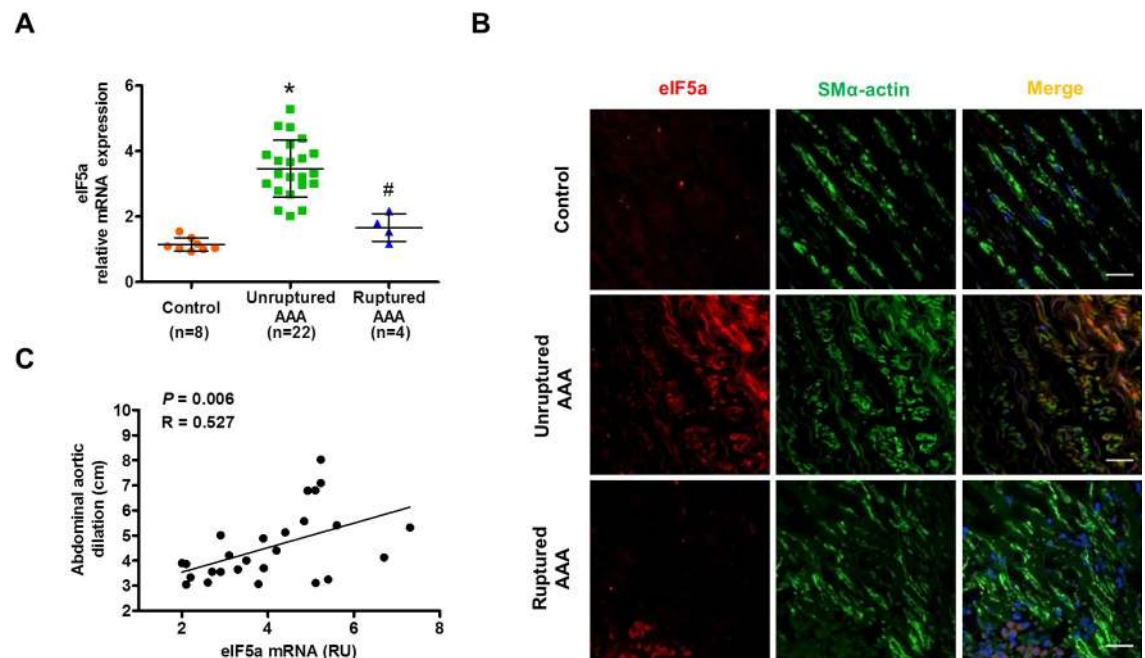 A
eIF5a
relative mRNA expression
6
4
2
0
*
#
Control
(n=8)
Unruptured
AAA
(n=22)
Ruptured
AAA
(n=4)
B
eIF5a
SMα-actin
Merge
Control
Unruptured
AAA
Ruptured
AAA
C
P = 0.006
R = 0.527
Abdominal aortic
dilation (cm)
10
9
8
7
6
5
4
3
2
2
4
6
8
eIF5a mRNA (RU)